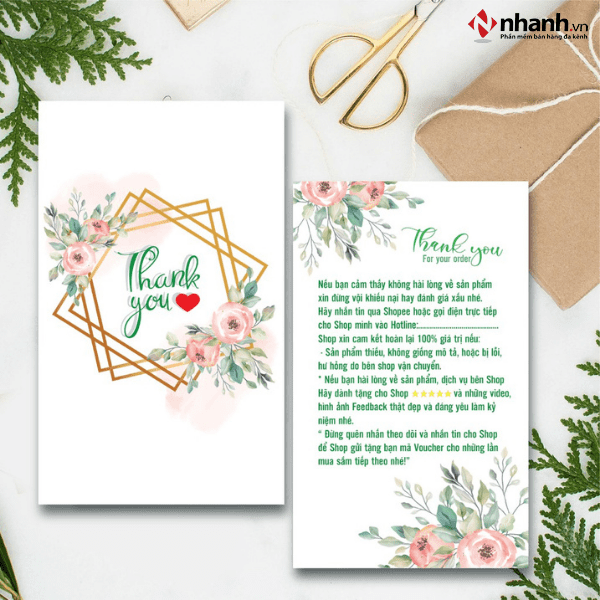 nhanh.vn
Phần mềm bán hàng đa kênh
Thank
you
Thank you
For your order
Nếu bạn cảm thấy không hài lòng về sản phẩm
xin đừng vội khiếu nại hay đánh giá xấu nhé.
Hãy nhắn tin qua Shopee hoặc gọi điện trực tiếp
cho Shop mình vào Hotline:..............................
Shop xin cam kết hoàn lại 100% giá trị nếu:
- Sản phẩm thiếu, không giống mô tả, hoặc bị lỗi,
hư hỏng do bên shop vận chuyển.
* Nếu bạn hài lòng về sản phẩm, dịch vụ bên Shop
Hãy dành tặng cho Shop ⭐⭐⭐⭐⭐ và những video,
hình ảnh Feedback thật đẹp và đáng yêu làm kỷ
niệm nhé.
“ Đừng quên nhấn theo dõi và nhắn tin cho Shop
để Shop gửi tặng bạn mã Voucher cho những lần
mua sắm tiếp theo nhé!”